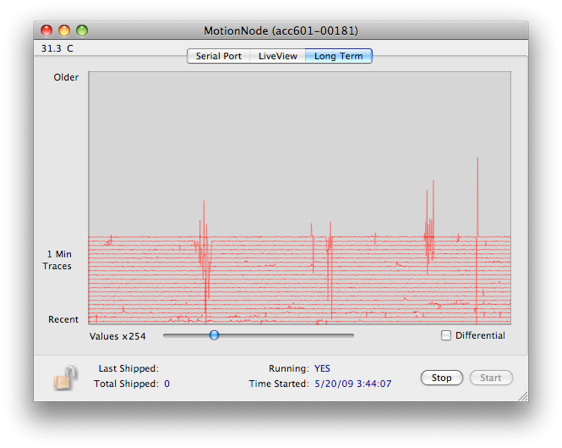 MotionNode (acc601-00181)
31.3 C
Serial Port LiveView Long Term
Older
1 Min
Traces
Recent
Values x254 Differential
Last Shipped: Running: YES
Total Shipped: 0 Time Started: 5/20/09 3:44:07
Stop Start